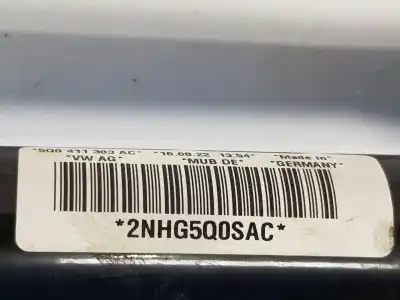 *5Q0 411 303 AC* *16.08.22 13:54* *Made in*
*VW AG* *MUB DE* *GERMANY*
*2NHG5Q0SAC*